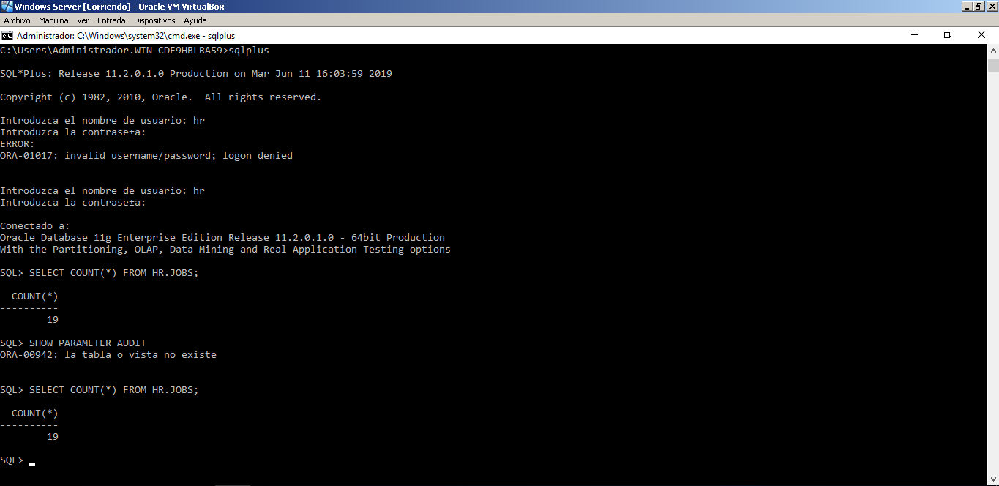 Windows Server [Corriendo] - Oracle VM VirtualBox
Archivo Máquina Ver Entrada Dispositivos Ayuda
Administrador: C:\Windows\system32\cmd.exe - sqlplus
C:\Users\Administrador.WIN-CDF9HBLRA59>sqlplus
SQL*Plus: Release 11.2.0.1.0 Production on Mar Jun 11 16:03:59 2019
Copyright (c) 1982, 2010, Oracle.  All rights reserved.
Introduzca el nombre de usuario: hr
Introduzca la contrase±a:
ERROR:
ORA-01017: invalid username/password; logon denied
Introduzca el nombre de usuario: hr
Introduzca la contrase±a:
Conectado a:
Oracle Database 11g Enterprise Edition Release 11.2.0.1.0 - 64bit Production
With the Partitioning, OLAP, Data Mining and Real Application Testing options
SQL> SELECT COUNT(*) FROM HR.JOBS;
COUNT(*)
----------
19
SQL> SHOW PARAMETER AUDIT
ORA-00942: la tabla o vista no existe
SQL> SELECT COUNT(*) FROM HR.JOBS;
COUNT(*)
----------
19
SQL>